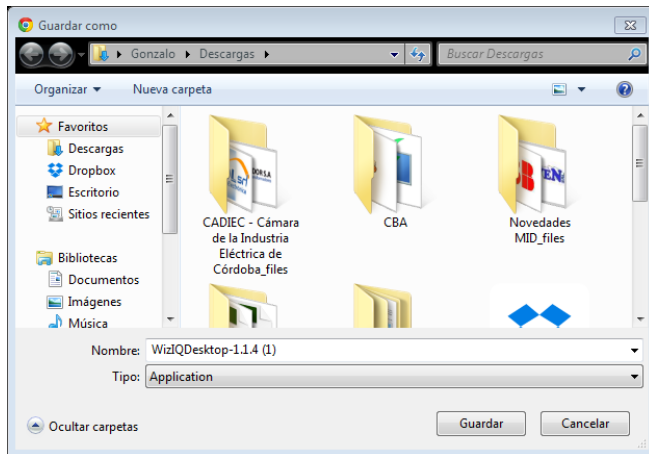 Guardar como
Gonzalo ▸ Descargas ▸
Buscar Descargas
Organizar
Nueva carpeta
Favoritos
Descargas
Dropbox
Escritorio
Sitios recientes
Bibliotecas
Documentos
Imágenes
Música
CADIEC - Cámara
de la Industria
Eléctrica de
Córdoba_files
CBA
Novedades
MID_files
Nombre: WizIQDesktop-1.1.4 (1)
Tipo: Application
Ocultar carpetas
Guardar
Cancelar